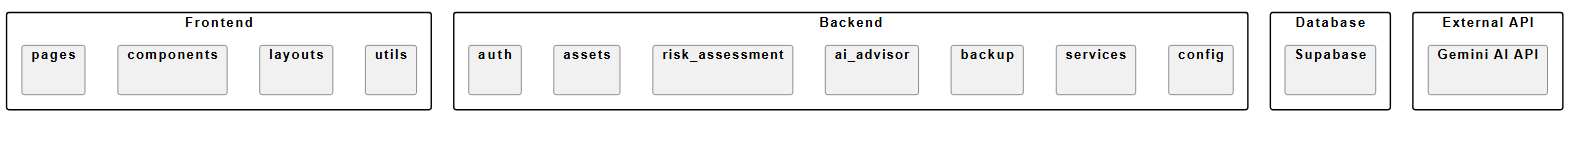 Frontend
pages
components
layouts
utils
Backend
auth
assets
risk_assessment
ai_advisor
backup
services
config
Database
Supabase
External API
Gemini AI API